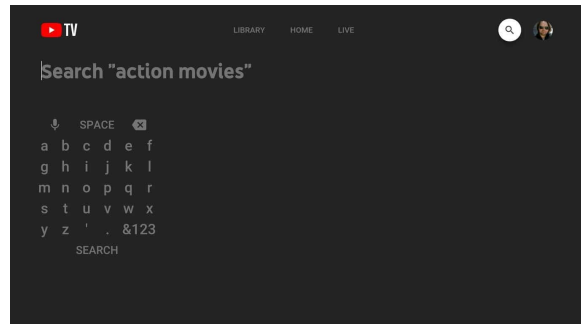 TV LIBRARY HOME LIVE
Search "action movies"
SPACE
a b c d e f
g h i j k l
m n o p q r
s t u v w x
y z ' . &123
SEARCH